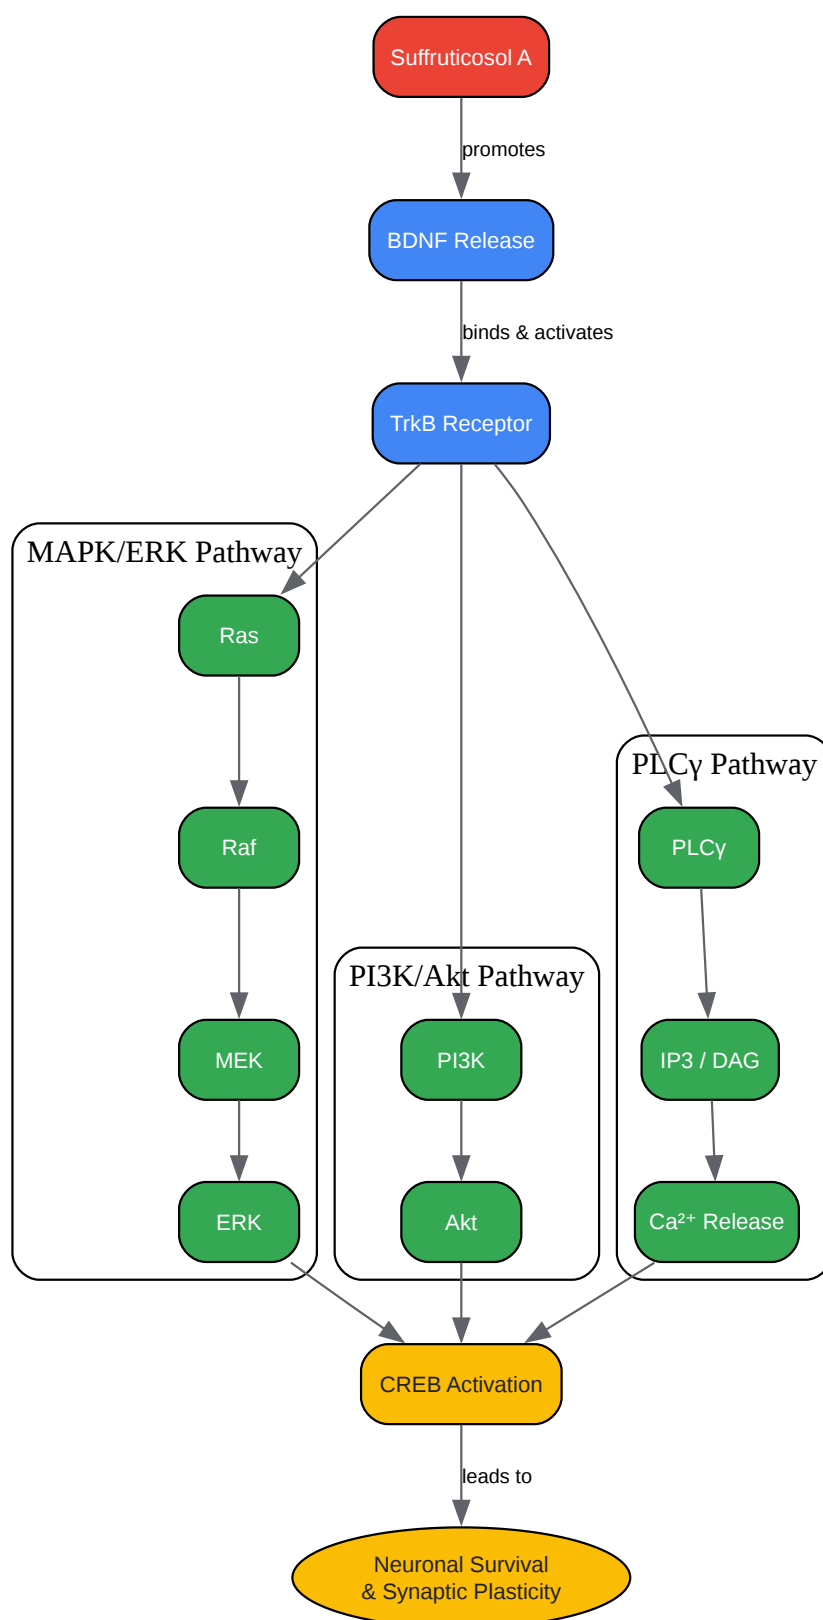 Suffruticosol A
promotes
BDNF Release
binds & activates
TrkB Receptor
MAPK/ERK Pathway
Ras
Raf
MEK
ERK
PI3K/Akt Pathway
PI3K
Akt
PLCγ Pathway
PLCγ
IP3 / DAG
Ca²⁺ Release
CREB Activation
leads to
Neuronal Survival
& Synaptic Plasticity